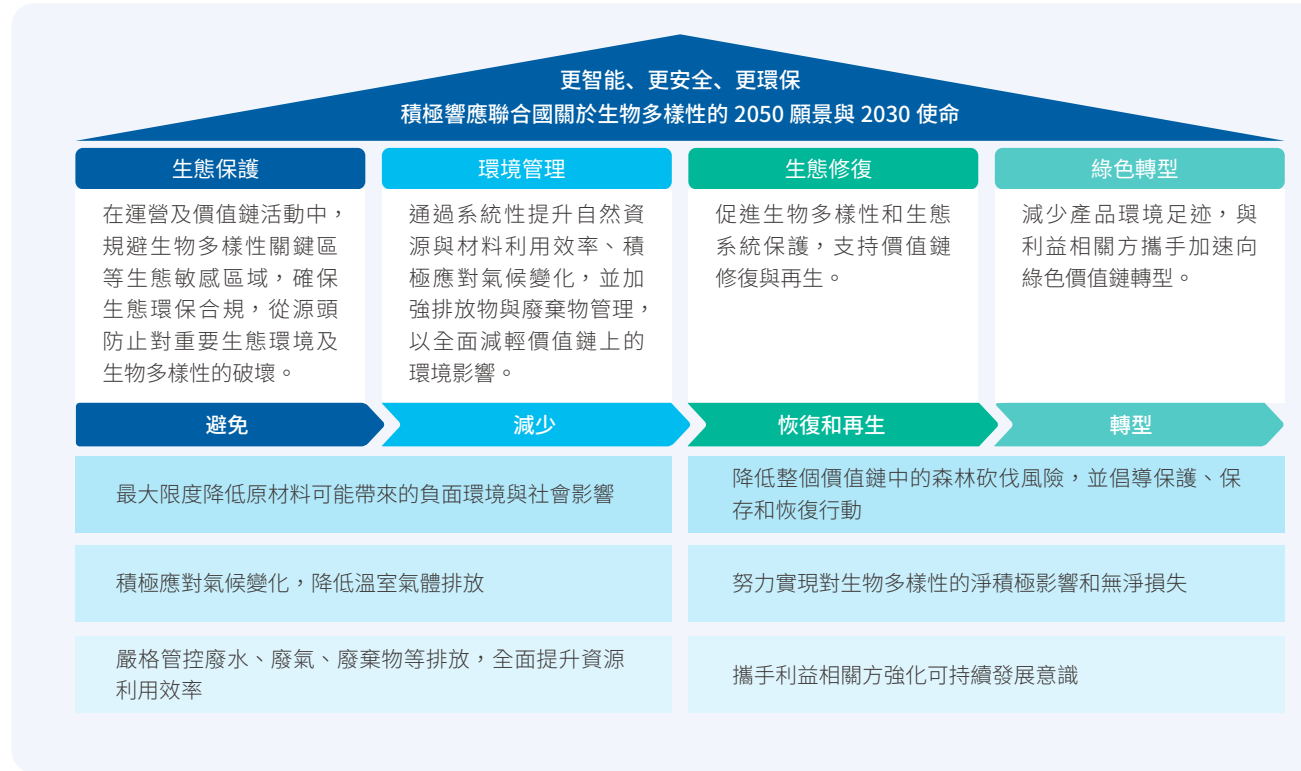 更智能、更安全、更環保
積極響應聯合國關於生物多樣性的 2050 願景與 2030 使命
生態保護
在運營及價值鏈活動中，
規避生物多樣性關鍵區
等生態敏感區域，確保
生態環保合規，從源頭
防止對重要生態環境及
生物多樣性的破壞。
避免
環境管理
通過系統性提升自然資
源與材料利用效率、積
極應對氣候變化，並加
強排放物與廢棄物管理，
以全面減輕價值鏈上的
環境影響。
減少
生態修復
促進生物多樣性和生態
系統保護，支持價值鏈
修復與再生。
恢復和再生
綠色轉型
減少產品環境足迹，與
利益相關方攜手加速向
綠色價值鏈轉型。
轉型
最大限度降低原材料可能帶來的負面環境與社會影響
積極應對氣候變化，降低溫室氣體排放
嚴格管控廢水、廢氣、廢棄物等排放，全面提升資源
利用效率
降低整個價值鏈中的森林砍伐風險，並倡導保護、保
存和恢復行動
努力實現對生物多樣性的淨積極影響和無淨損失
攜手利益相關方強化可持續發展意識